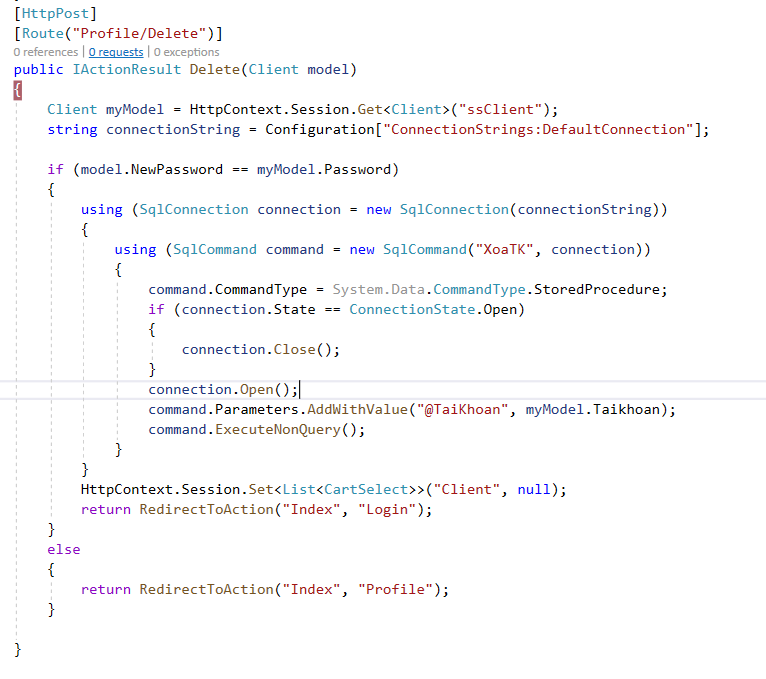 [HttpPost]
[Route("Profile/Delete")]
0 references | 0 requests | 0 exceptions
public IActionResult Delete(Client model)
{
    Client myModel = HttpContext.Session.Get<Client>("ssClient");
    string connectionString = Configuration["ConnectionStrings:DefaultConnection"];

    if (model.NewPassword == myModel.Password)
    {
        using (SqlConnection connection = new SqlConnection(connectionString))
        {
            using (SqlCommand command = new SqlCommand("XoaTK", connection))
            {
                command.CommandType = System.Data.CommandType.StoredProcedure;
                if (connection.State == ConnectionState.Open)
                {
                    connection.Close();
                }
                connection.Open();
                command.Parameters.AddWithValue("@TaiKhoan", myModel.Taikhoan);
                command.ExecuteNonQuery();
            }
        }
        HttpContext.Session.Set<List<CartSelect>>("Client", null);
        return RedirectToAction("Index", "Login");
    }
    else
    {
        return RedirectToAction("Index", "Profile");
    }

}